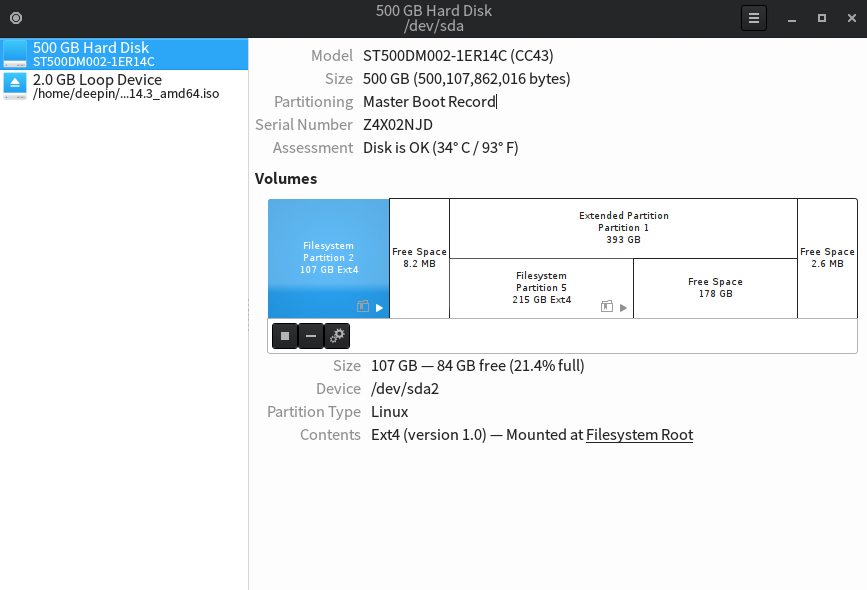 500 GB Hard Disk
/dev/sda
500 GB Hard Disk
ST500DM002-1ER14C
2.0 GB Loop Device
/home/deepin/...14.3_amd64.iso
Model ST500DM002-1ER14C (CC43)
Size 500 GB (500,107,862,016 bytes)
Partitioning Master Boot Record
Serial Number Z4X02NJD
Assessment Disk is OK (34° C / 93° F)
Volumes
Filesystem
Partition 2
107 GB Ext4
Free Space
8.2 MB
Extended Partition
Partition 1
393 GB
Filesystem
Partition 5
215 GB Ext4
Free Space
178 GB
Free Space
2.6 MB
Size 107 GB — 84 GB free (21.4% full)
Device /dev/sda2
Partition Type Linux
Contents Ext4 (version 1.0) — Mounted at Filesystem Root